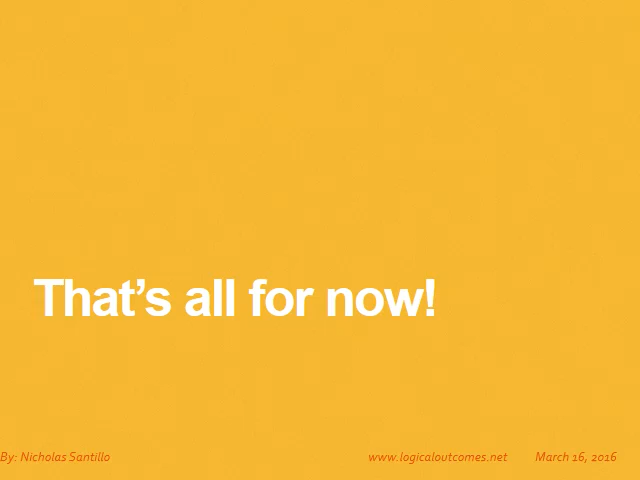 That’s all for now!
By: Nicholas Santillo www.logicaloutcomes.net March 16, 2016